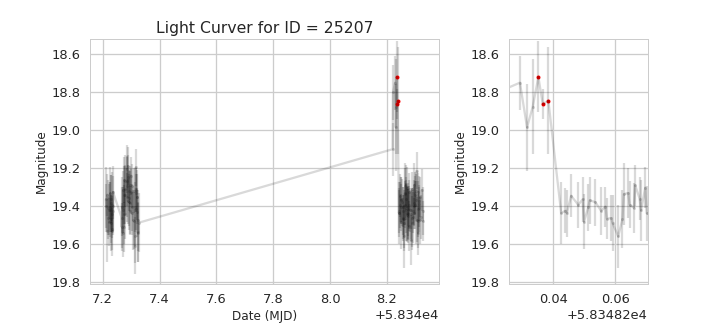 Light Curver for ID = 25207
Magnitude
18.6
18.8
19.0
19.2
19.4
19.6
19.8
7.2 7.4 7.6 7.8 8.0 8.2
Date (MJD)
+5.834e4
Magnitude
18.6
18.8
19.0
19.2
19.4
19.6
19.8
0.04 0.06
+5.83482e4